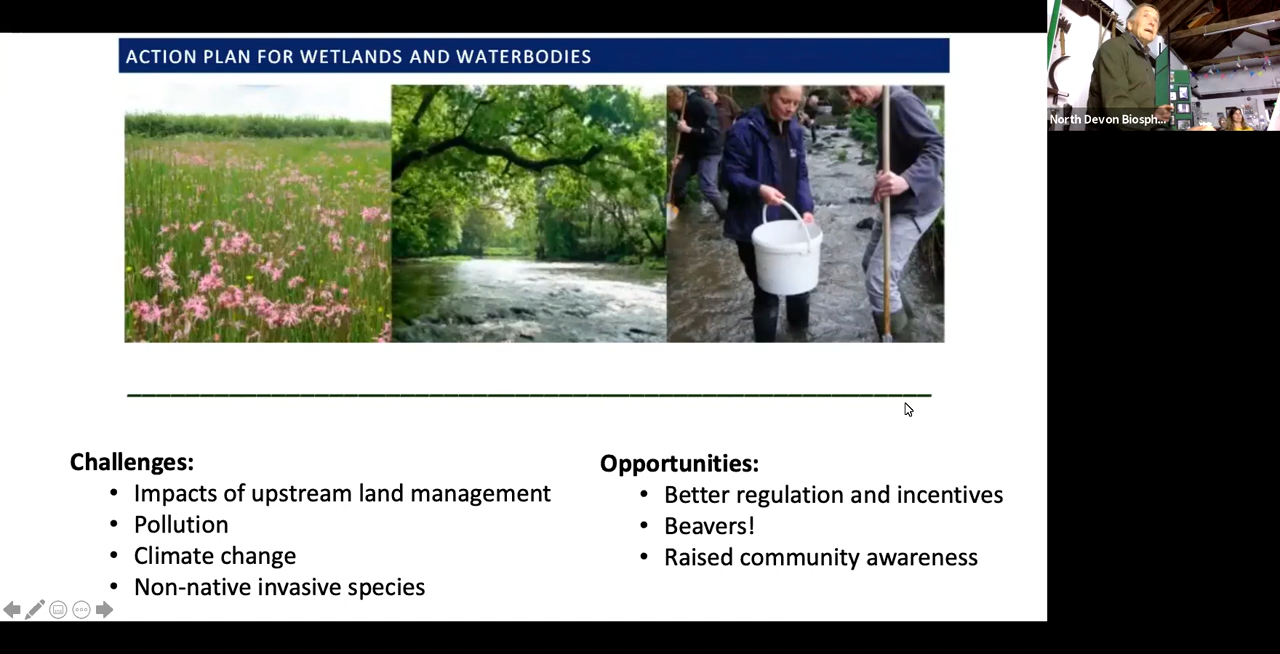 ACTION PLAN FOR WETLANDS AND WATERBODIES
North Devon Biosph...
Challenges:
• Impacts of upstream land management
• Pollution
• Climate change
• Non-native invasive species
Opportunities:
• Better regulation and incentives
• Beavers!
• Raised community awareness